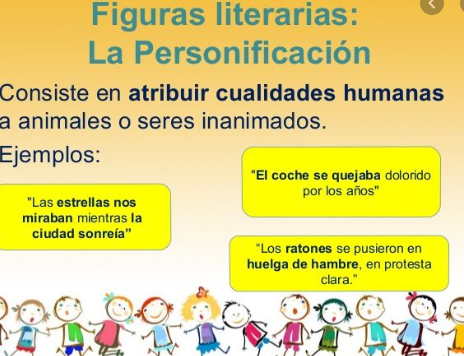 Figuras literarias:
La Personificación
Consiste en atribuir cualidades humanas
a animales o seres inanimados.
Ejemplos:
"El coche se quejaba dolorido
por los años"
"Las estrellas nos
miraban mientras la
ciudad sonreía"
"Los ratones se pusieron en
huelga de hambre, en protesta
clara."